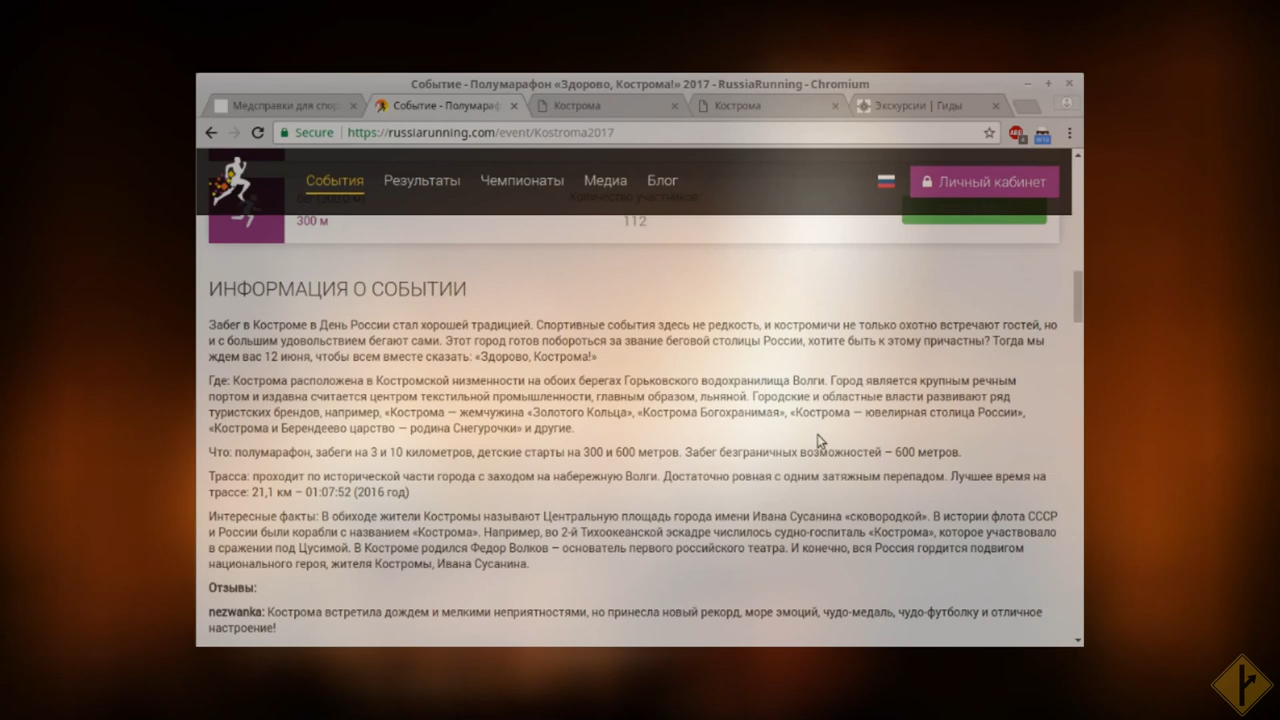 Событие - Полумарафон «Здорово, Кострома!» 2017 - RussiaRunning - Chromium
Медсправки для спор
Событие - Полумараф
Кострома
Кострома
Экскурсии | Гиды
Secure
https://russiarunning.com/event/Kostroma2017
События Результаты Чемпионаты Медиа Блог
Личный кабинет
Количество участников
300 м
112
ИНФОРМАЦИЯ О СОБЫТИИ
Забег в Костроме в День России стал хорошей традицией. Спортивные события здесь не редкость, и костромичи не только охотно встречают гостей, но
и с большим удовольствием бегают сами. Этот город готов побороться за звание беговой столицы России, хотите быть к этому причастны? Тогда мы
ждем вас 12 июня, чтобы всем вместе сказать: «Здорово, Кострома!»
Где: Кострома расположена в Костромской низменности на обоих берегах Горьковского водохранилища Волги. Город является крупным речным
портом и издавна считается центром текстильной промышленности, главным образом, льняной. Городские и областные власти развивают ряд
туристских брендов, например, «Кострома — жемчужина «Золотого Кольца», «Кострома Богохранимая», «Кострома — ювелирная столица России»,
«Кострома и Берендеево царство — родина Снегурочки» и другие.
Что: полумарафон, забеги на 3 и 10 километров, детские старты на 300 и 600 метров. Забег безграничных возможностей – 600 метров.
Трасса: проходит по исторической части города с заходом на набережную Волги. Достаточно ровная с одним затяжным перепадом. Лучшее время на
трассе: 21,1 км – 01:07:52 (2016 год)
Интересные факты: В обиходе жители Костромы называют Центральную площадь города имени Ивана Сусанина «сковородкой». В истории флота СССР
и России были корабли с названием «Кострома». Например, во 2-й Тихоокеанской эскадре числилось судно-госпиталь «Кострома», которое участвовало
в сражении под Цусимой. В Костроме родился Федор Волков – основатель первого российского театра. И конечно, вся Россия гордится подвигом
национального героя, жителя Костромы, Ивана Сусанина.
Отзывы:
nezwanka: Кострома встретила дождем и мелкими неприятностями, но принесла новый рекорд, море эмоций, чудо-медаль, чудо-футболку и отличное
настроение!